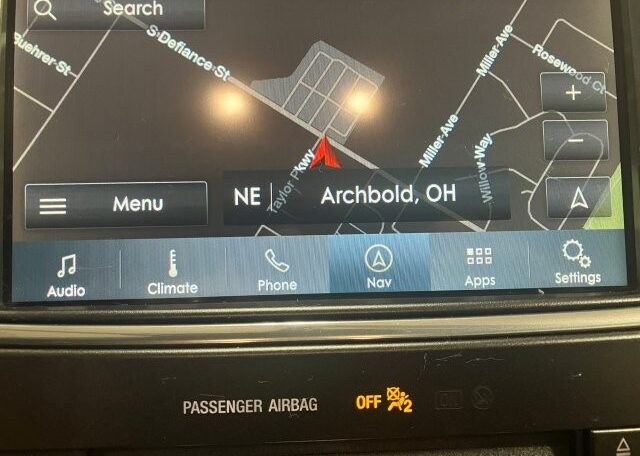 Search
Buehrer St
S Defiance St
Miller Ave
Rosewood Ct
+
Miller Ave
Willow Way
Taylor Pkwy
−
Menu
NE
Archbold, OH
Audio
Climate
Phone
Nav
Apps
Settings
PASSENGER AIRBAG OFF 2